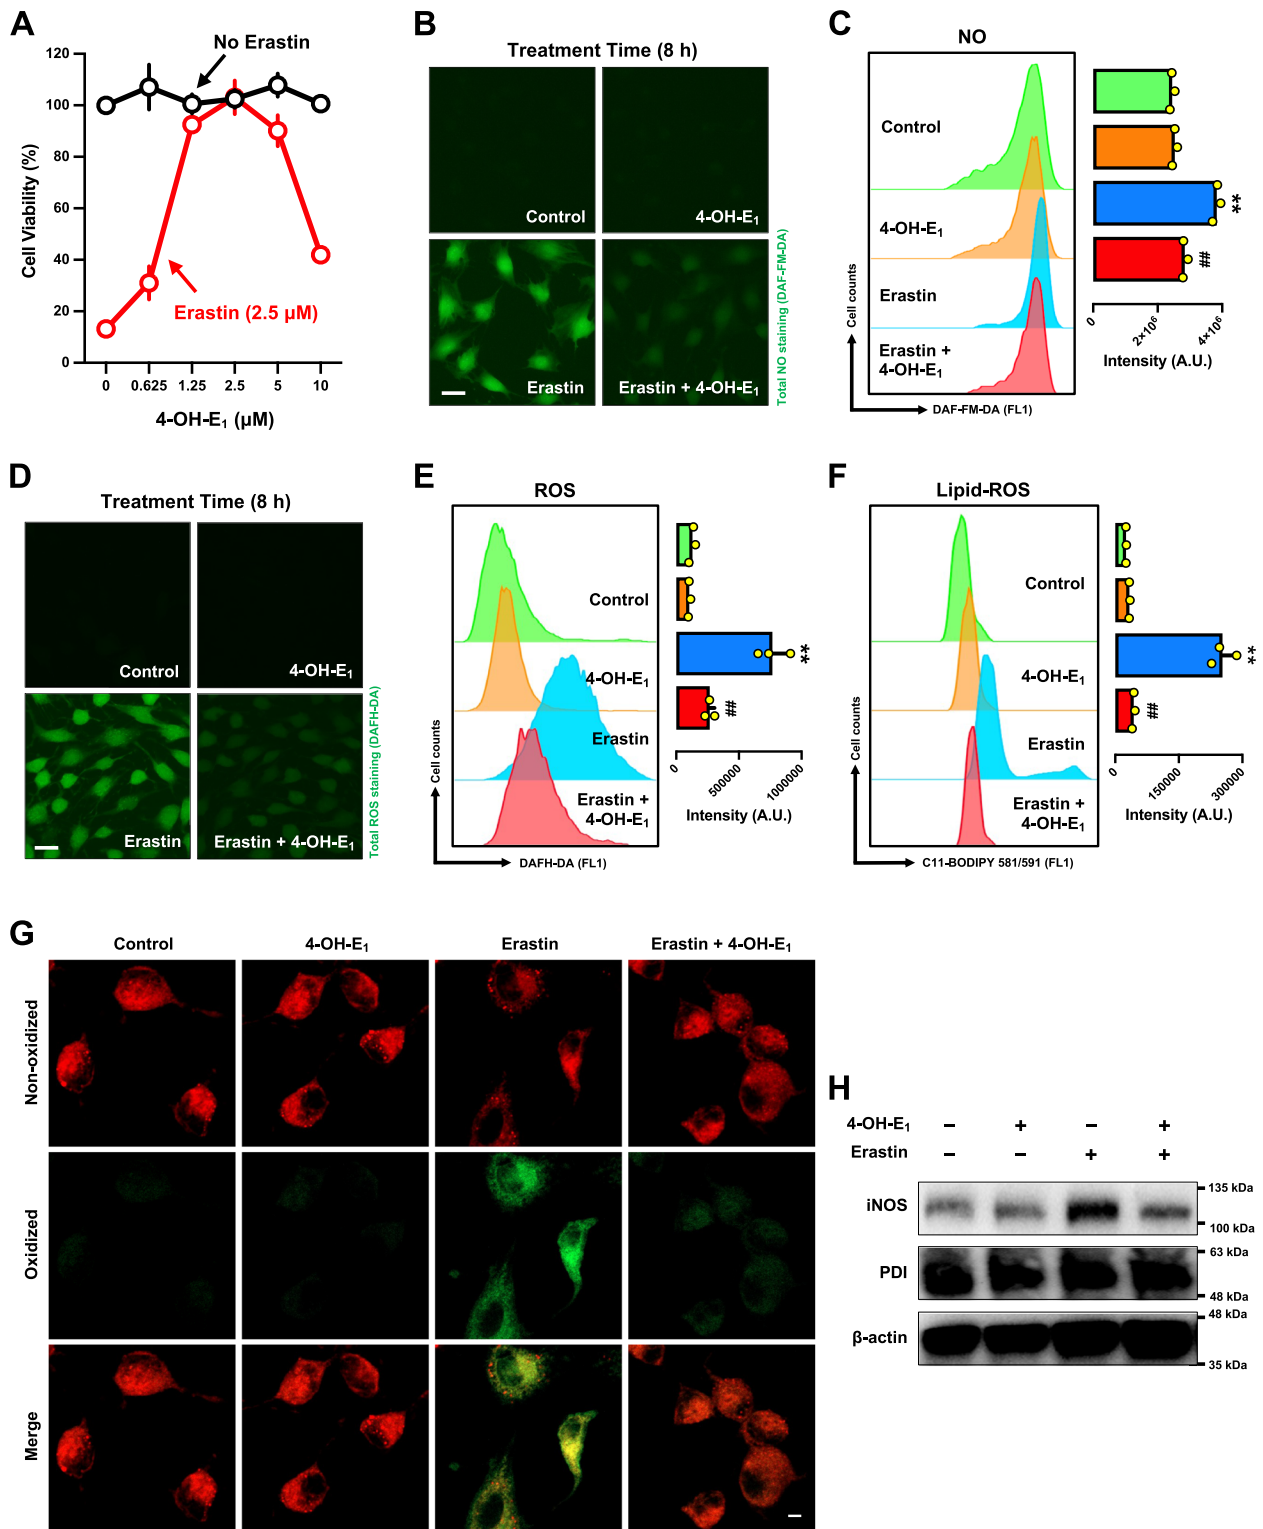 A
No Erastin
120
100
80
60
40
20
0
Cell Viability (%)
Erastin (2.5 μM)
0
0.625
1.25
2.5
5
10
4-OH-E₁ (μM)
B
Treatment Time (8 h)
Control
4-OH-E₁
Erastin
Erastin + 4-OH-E₁
Total NO staining (DAF-FM-DA)
C
NO
Control
4-OH-E₁
Erastin
Erastin +
4-OH-E₁
Cell counts
DAF-FM-DA (FL1)
**
##
0
2×10⁶
4×10⁶
Intensity (A.U.)
D
Treatment Time (8 h)
Control
4-OH-E₁
Erastin
Erastin + 4-OH-E₁
Total ROS staining (DAFH-DA)
E
ROS
Control
4-OH-E₁
Erastin
Erastin +
4-OH-E₁
Cell counts
DAFH-DA (FL1)
**
##
0
500000
1000000
Intensity (A.U.)
F
Lipid-ROS
Control
4-OH-E₁
Erastin
Erastin +
4-OH-E₁
Cell counts
C11-BODIPY 581/591 (FL1)
**
##
0
150000
300000
Intensity (A.U.)
G
Control
4-OH-E₁
Erastin
Erastin + 4-OH-E₁
Non-oxidized
Oxidized
Merge
H
4-OH-E₁ − + − +
Erastin − − + +
iNOS
135 kDa
100 kDa
PDI
63 kDa
48 kDa
β-actin
48 kDa
35 kDa